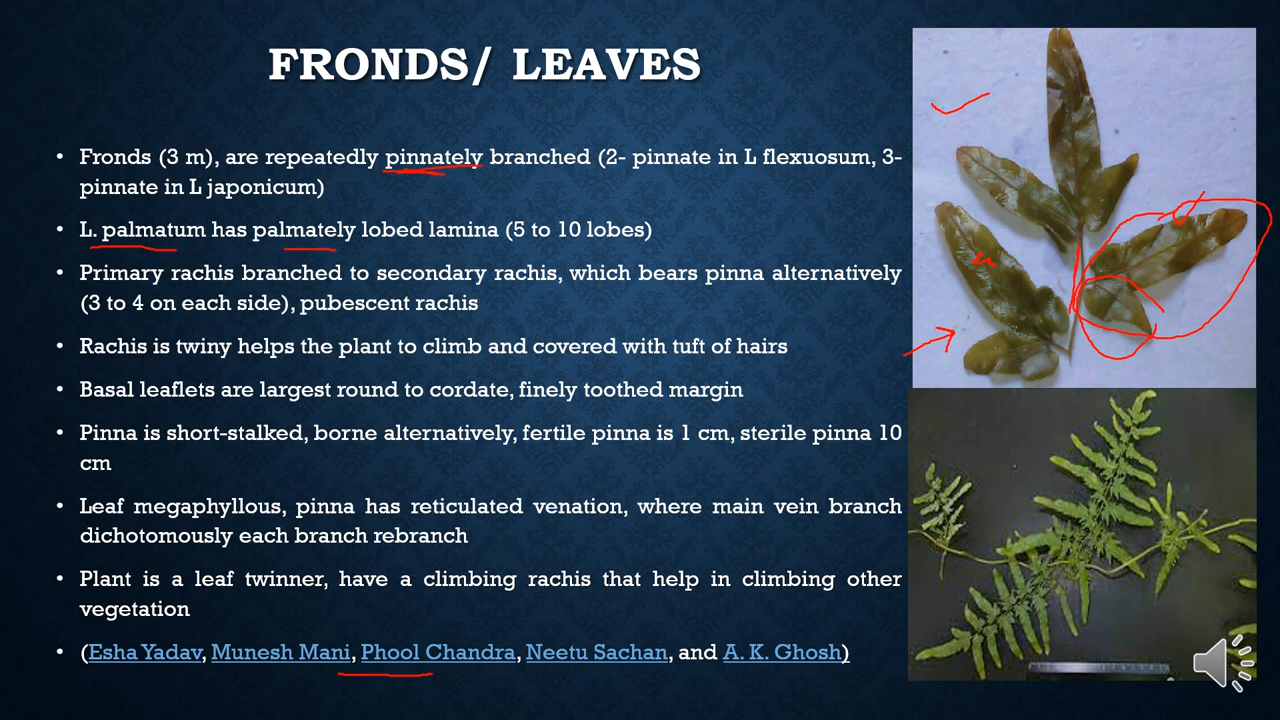 FRONDS/ LEAVES
• Fronds (3 m), are repeatedly pinnately branched (2- pinnate in L flexuosum, 3-
pinnate in L japonicum)
• L. palmatum has palmately lobed lamina (5 to 10 lobes)
• Primary rachis branched to secondary rachis, which bears pinna alternatively
(3 to 4 on each side), pubescent rachis
• Rachis is twiny helps the plant to climb and covered with tuft of hairs
• Basal leaflets are largest round to cordate, finely toothed margin
• Pinna is short-stalked, borne alternatively, fertile pinna is 1 cm, sterile pinna 10
cm
• Leaf megaphyllous, pinna has reticulated venation, where main vein branch
dichotomously each branch rebranch
• Plant is a leaf twinner, have a climbing rachis that help in climbing other
vegetation
• (Esha Yadav, Munesh Mani, Phool Chandra, Neetu Sachan, and A. K. Ghosh)